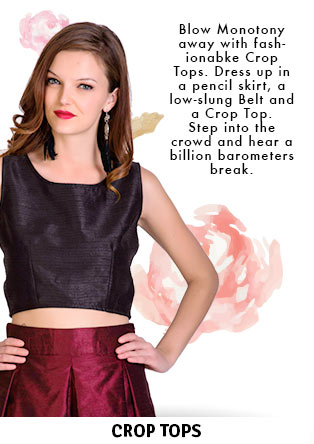 Blow Monotony
away with fash-
ionabke Crop
Tops. Dress up in
a pencil skirt, a
low-slung Belt and
a Crop Top.
Step into the
crowd and hear a
billion barometers
break.
CROP TOPS